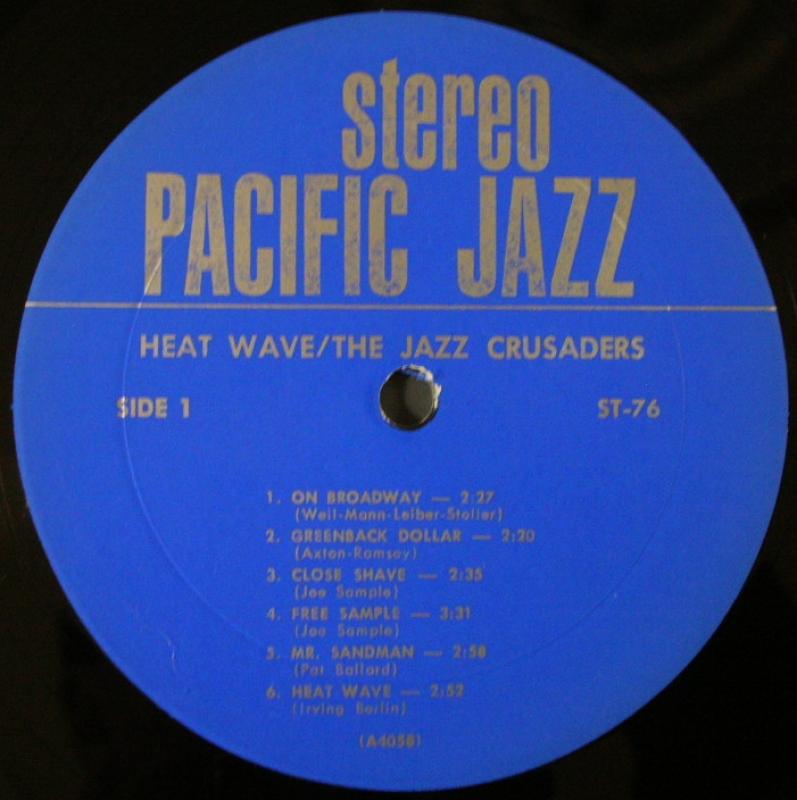 stereo
PACIFIC JAZZ
HEAT WAVE/THE JAZZ CRUSADERS
SIDE 1
ST-76
1. ON BROADWAY — 2:27
(Weil-Mann-Leiber-Stoller)
2. GREENBACK DOLLAR — 2:20
(Axton-Ramsey)
3. CLOSE SHAVE — 2:35
(Joe Sample)
4. FREE SAMPLE — 3:31
(Joe Sample)
5. MR. SANDMAN — 2:58
(Pat Ballard)
6. HEAT WAVE — 2:52
(Irving Berlin)
(A4058)